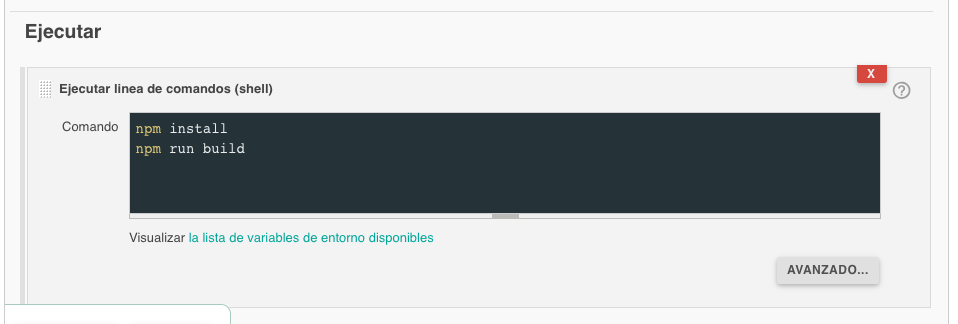 Ejecutar
X
Ejecutar linea de comandos (shell)
?
Comando
npm install
npm run build
Visualizar la lista de variables de entorno disponibles
AVANZADO...